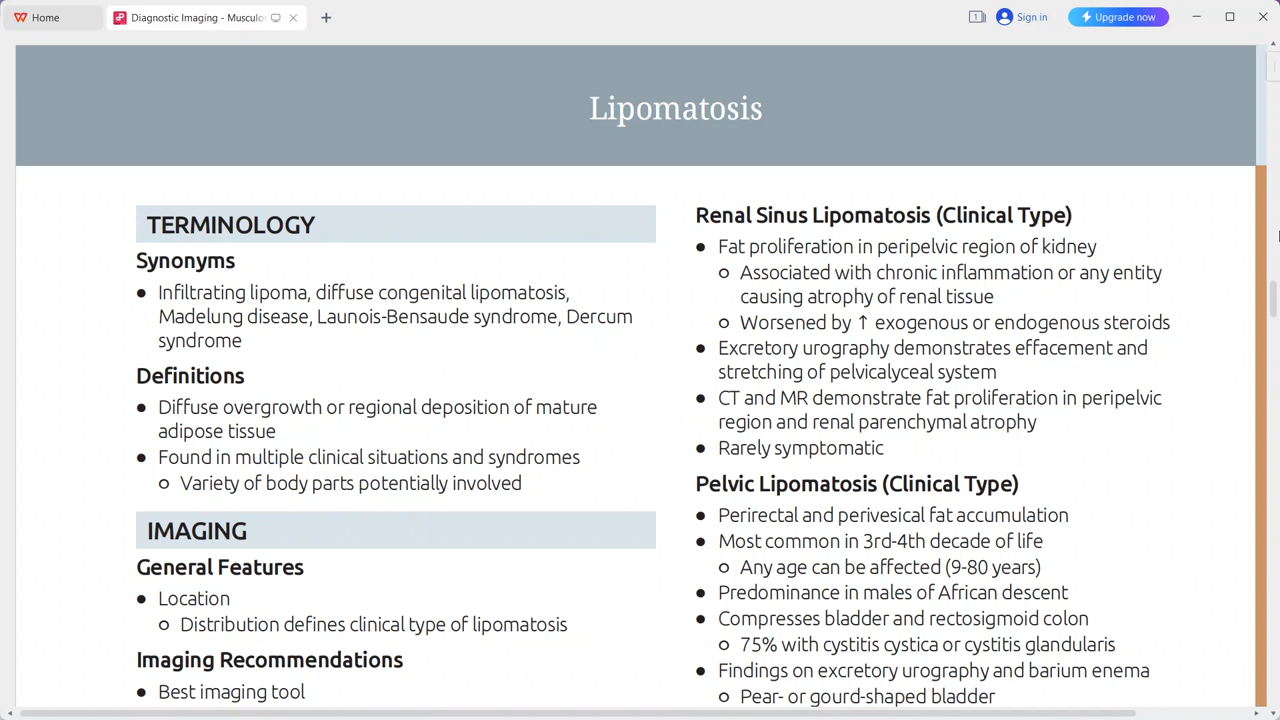 Home
Diagnostic Imaging - Musculos
1
Sign in
Upgrade now
Lipomatosis
TERMINOLOGY
Synonyms
● Infiltrating lipoma, diffuse congenital lipomatosis,
Madelung disease, Launois-Bensaude syndrome, Dercum
syndrome
Definitions
● Diffuse overgrowth or regional deposition of mature
adipose tissue
● Found in multiple clinical situations and syndromes
○ Variety of body parts potentially involved
IMAGING
General Features
● Location
○ Distribution defines clinical type of lipomatosis
Imaging Recommendations
● Best imaging tool
Renal Sinus Lipomatosis (Clinical Type)
● Fat proliferation in peripelvic region of kidney
○ Associated with chronic inflammation or any entity
causing atrophy of renal tissue
○ Worsened by ↑ exogenous or endogenous steroids
● Excretory urography demonstrates effacement and
stretching of pelvicalyceal system
● CT and MR demonstrate fat proliferation in peripelvic
region and renal parenchymal atrophy
● Rarely symptomatic
Pelvic Lipomatosis (Clinical Type)
● Perirectal and perivesical fat accumulation
● Most common in 3rd-4th decade of life
○ Any age can be affected (9-80 years)
● Predominance in males of African descent
● Compresses bladder and rectosigmoid colon
○ 75% with cystitis cystica or cystitis glandularis
● Findings on excretory urography and barium enema
○ Pear- or gourd-shaped bladder